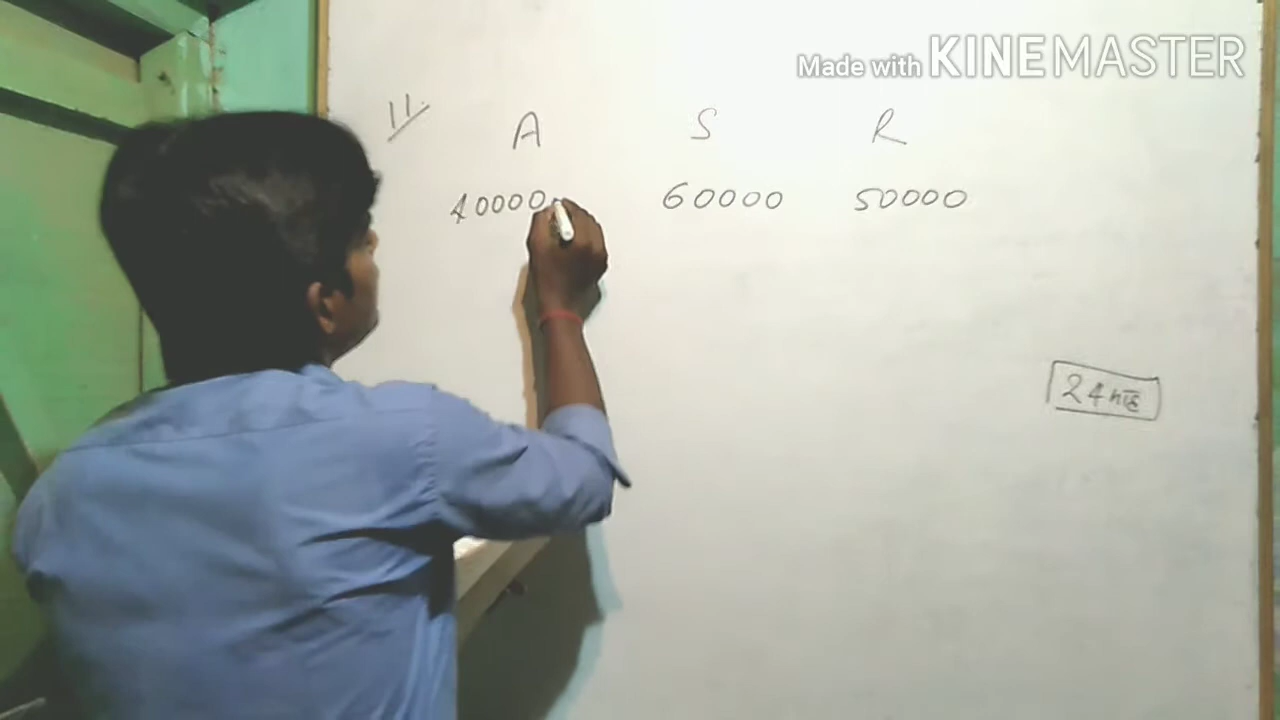 Made with KINEMASTER
11.
A S R
40000 60000 50000
24 माह